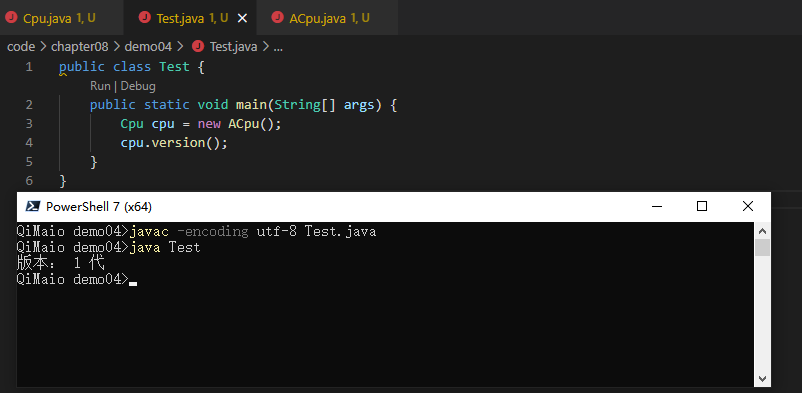 Cpu.java 1, U
Test.java 1, U
ACpu.java 1, U
code > chapter08 > demo04 > Test.java > ...
1 public class Test {
Run | Debug
2 public static void main(String[] args) {
3 Cpu cpu = new ACpu();
4 cpu.version();
5 }
6 }
PowerShell 7 (x64)
QiMaio demo04>javac -encoding utf-8 Test.java
QiMaio demo04>java Test
版本： 1 代
QiMaio demo04>